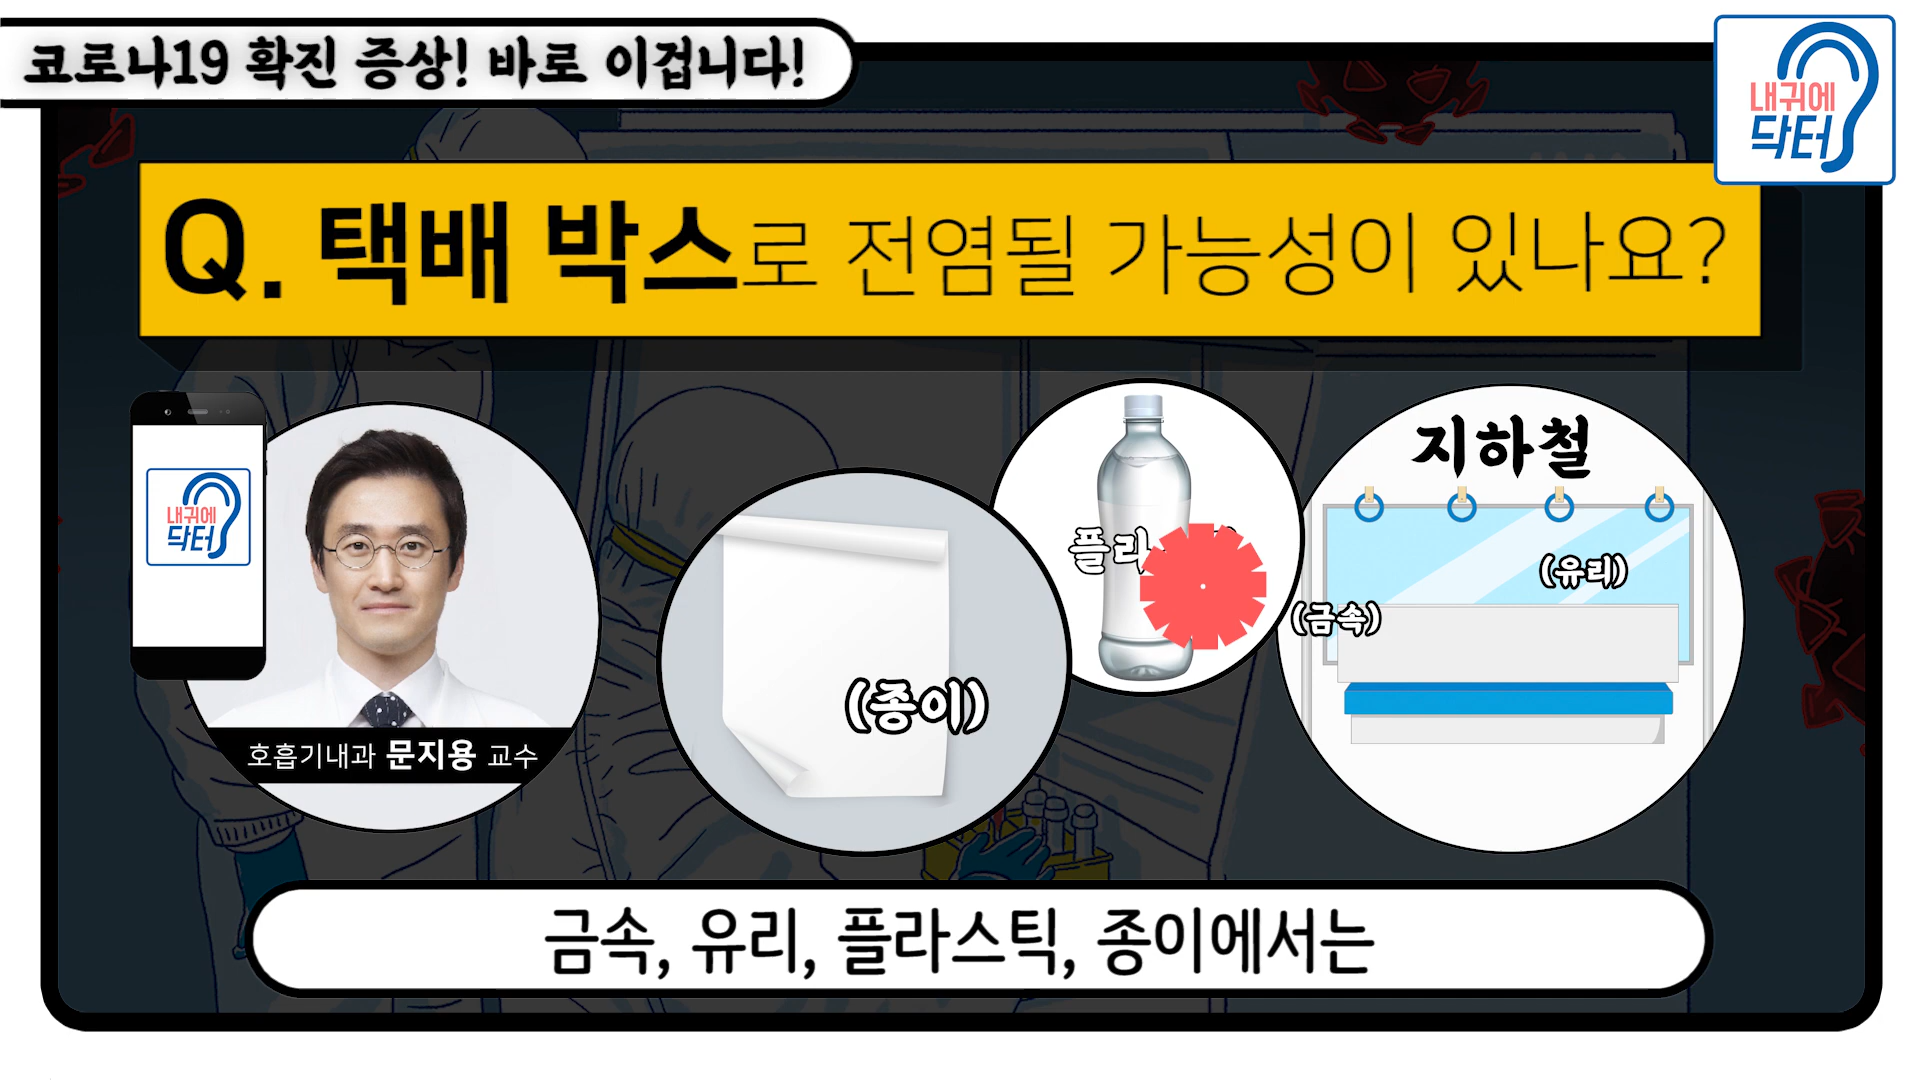 코로나19 확진 증상! 바로 이겁니다!
내귀에
닥터
Q. 택배 박스로 전염될 가능성이 있나요?
내귀에
닥터
호흡기내과 문지용 교수
(종이)
지하철
(유리)
(금속)
금속, 유리, 플라스틱, 종이에서는